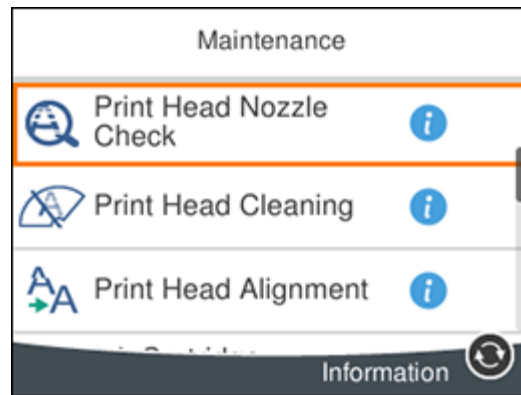 Maintenance
Print Head Nozzle
Check
Print Head Cleaning
Print Head Alignment
Information